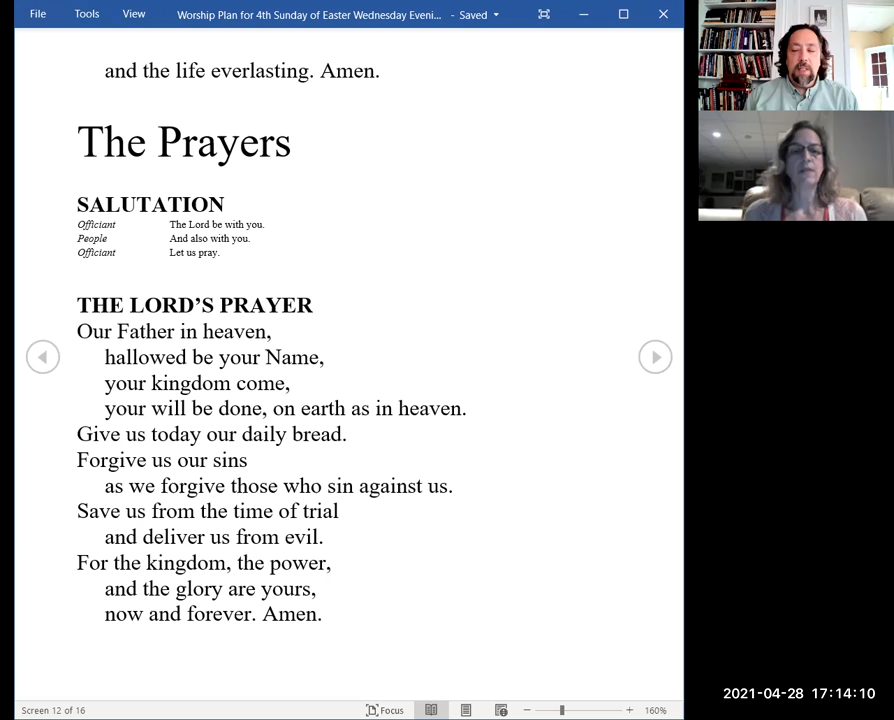 File Tools View Worship Plan for 4th Sunday of Easter Wednesday Eveni... - Saved
and the life everlasting. Amen.
The Prayers
SALUTATION
Officiant The Lord be with you.
People And also with you.
Officiant Let us pray.
THE LORD’S PRAYER
Our Father in heaven,
hallowed be your Name,
your kingdom come,
your will be done, on earth as in heaven.
Give us today our daily bread.
Forgive us our sins
as we forgive those who sin against us.
Save us from the time of trial
and deliver us from evil.
For the kingdom, the power,
and the glory are yours,
now and forever. Amen.
2021-04-28 17:14:10
Screen 12 of 16 Focus 160%